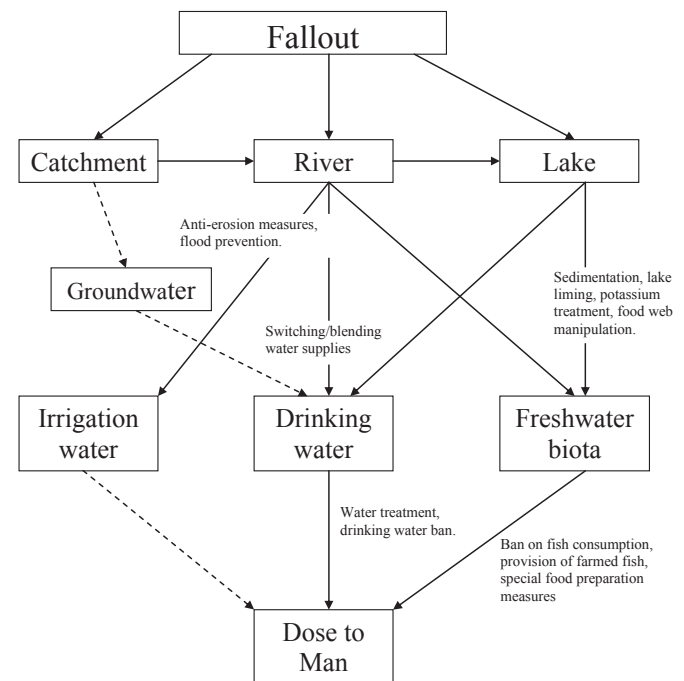 Fallout
Catchment
River
Lake
Anti-erosion measures,
flood prevention.
Groundwater
Sedimentation, lake
liming, potassium
treatment, food web
manipulation.
Switching/blending
water supplies
Irrigation
water
Drinking
water
Freshwater
biota
Water treatment,
drinking water ban.
Ban on fish consumption,
provision of farmed fish,
special food preparation
measures
Dose to
Man